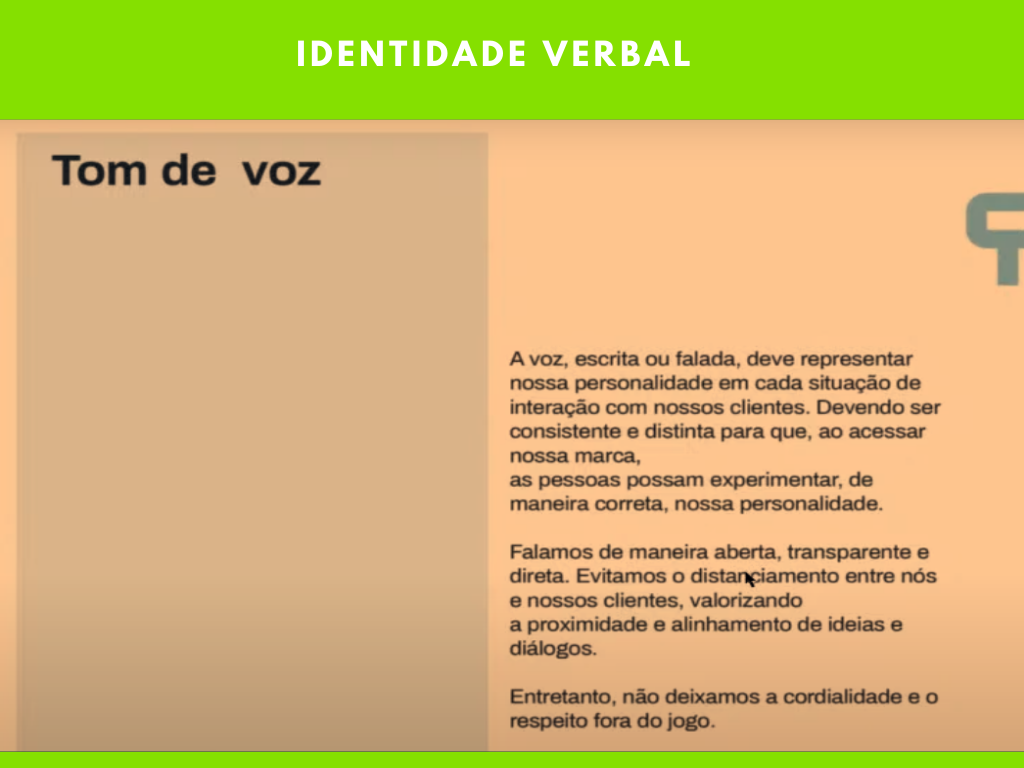 IDENTIDADE VERBAL
Tom de voz
A voz, escrita ou falada, deve representar
nossa personalidade em cada situação de
interação com nossos clientes. Devendo ser
consistente e distinta para que, ao acessar
nossa marca,
as pessoas possam experimentar, de
maneira correta, nossa personalidade.
Falamos de maneira aberta, transparente e
direta. Evitamos o distanciamento entre nós
e nossos clientes, valorizando
a proximidade e alinhamento de ideias e
diálogos.
Entretanto, não deixamos a cordialidade e o
respeito fora do jogo.